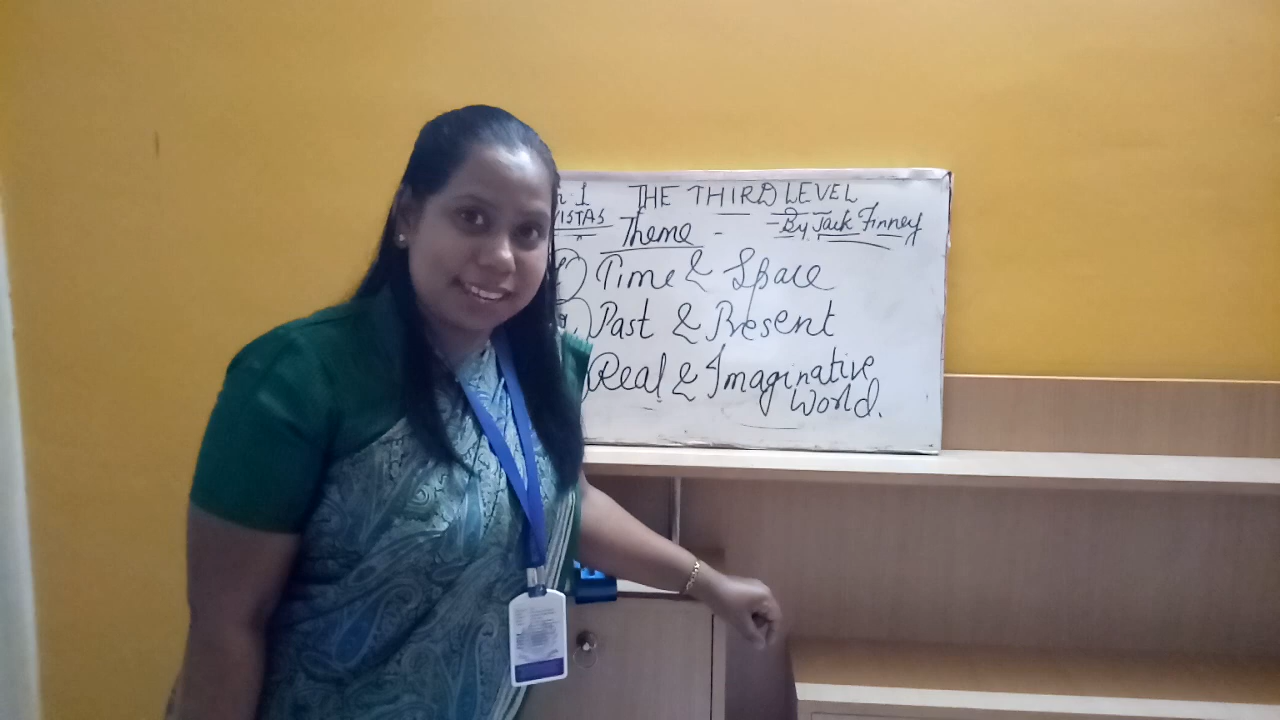 THE THIRD LEVEL
VISTAS
- By Jack Finney
Theme -
Time & Space
Past & Present
Real & Imaginative
World.